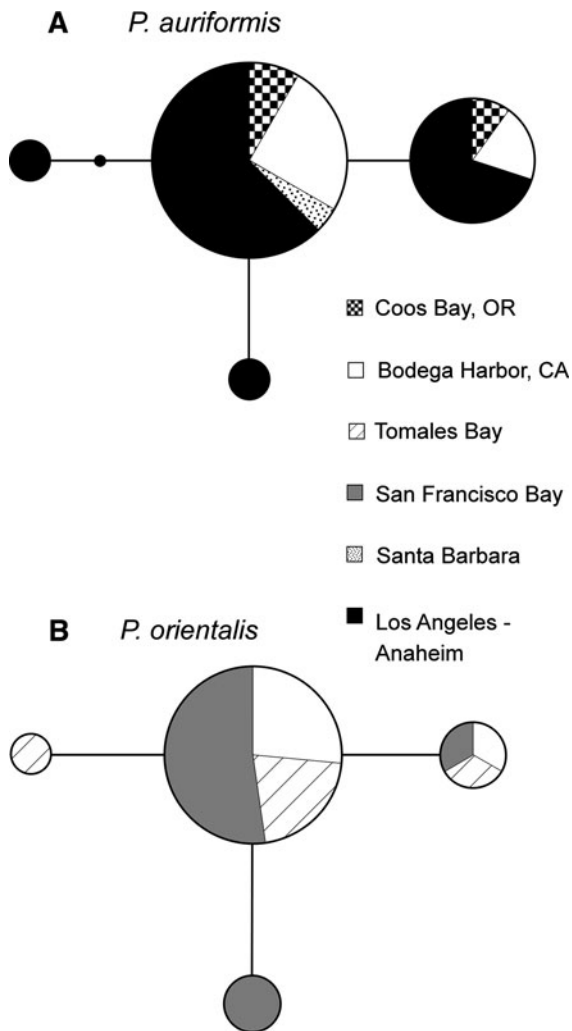 A P. auriformis
Coos Bay, OR
Bodega Harbor, CA
Tomales Bay
San Francisco Bay
Santa Barbara
Los Angeles -
Anaheim
B P. orientalis